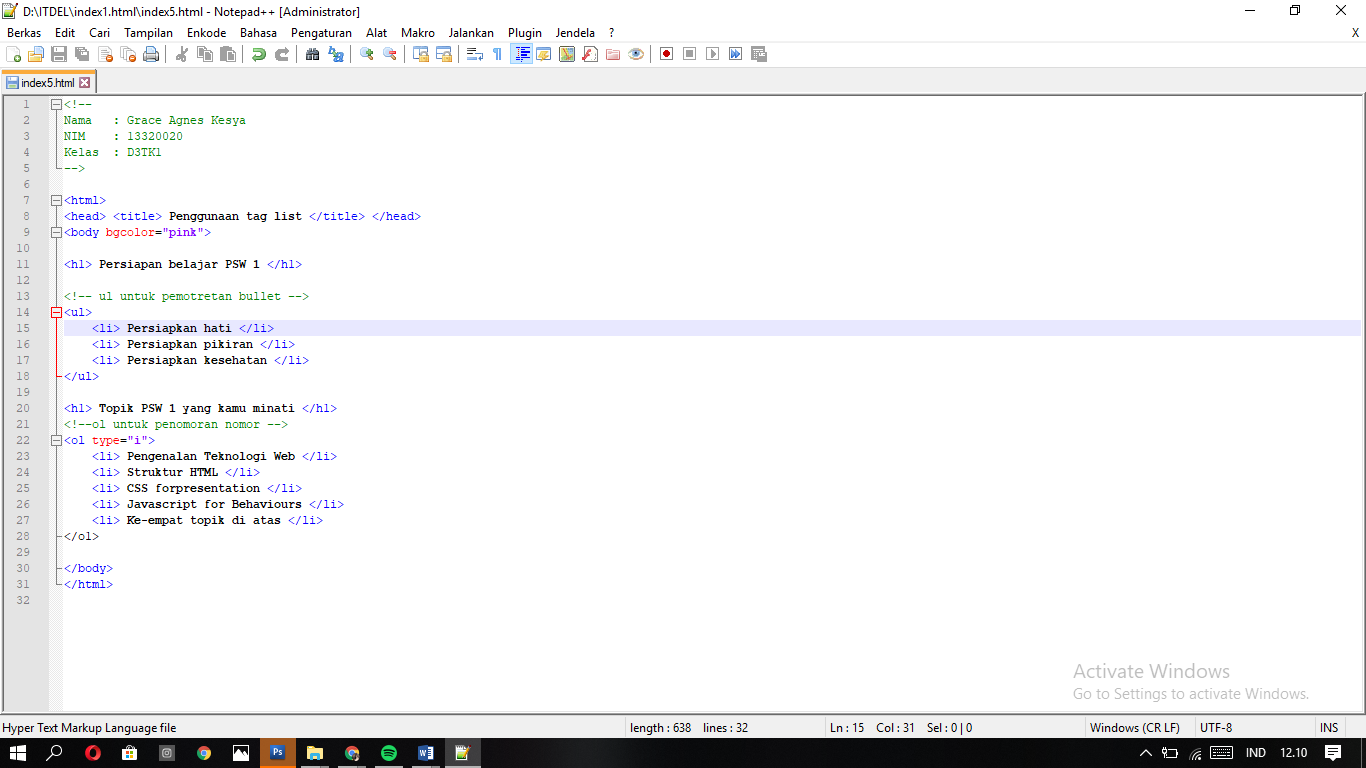 D:\ITDEL\index1.html\index5.html - Notepad++ [Administrator]
Berkas Edit Cari Tampilan Enkode Bahasa Pengaturan Alat Makro Jalankan Plugin Jendela ? X
index5.html
1 <!--
2 Nama : Grace Agnes Kesya
3 NIM : 13320020
4 Kelas : D3TK1
5 -->
6
7 <html>
8 <head> <title> Penggunaan tag list </title> </head>
9 <body bgcolor="pink">
10
11 <h1> Persiapan belajar PSW 1 </h1>
12
13 <!-- ul untuk pemotretan bullet -->
14 <ul>
15 <li> Persiapkan hati </li>
16 <li> Persiapkan pikiran </li>
17 <li> Persiapkan kesehatan </li>
18 </ul>
19
20 <h1> Topik PSW 1 yang kamu minati </h1>
21 <!--ol untuk penomoran nomor -->
22 <ol type="i">
23 <li> Pengenalan Teknologi Web </li>
24 <li> Struktur HTML </li>
25 <li> CSS forpresentation </li>
26 <li> Javascript for Behaviours </li>
27 <li> Ke-empat topik di atas </li>
28 </ol>
29
30 </body>
31 </html>
32
Activate Windows
Go to Settings to activate Windows.
Hyper Text Markup Language file length : 638 lines : 32 Ln : 15 Col : 31 Sel : 0 | 0 Windows (CR LF) UTF-8 INS
Ps W IND 12.10